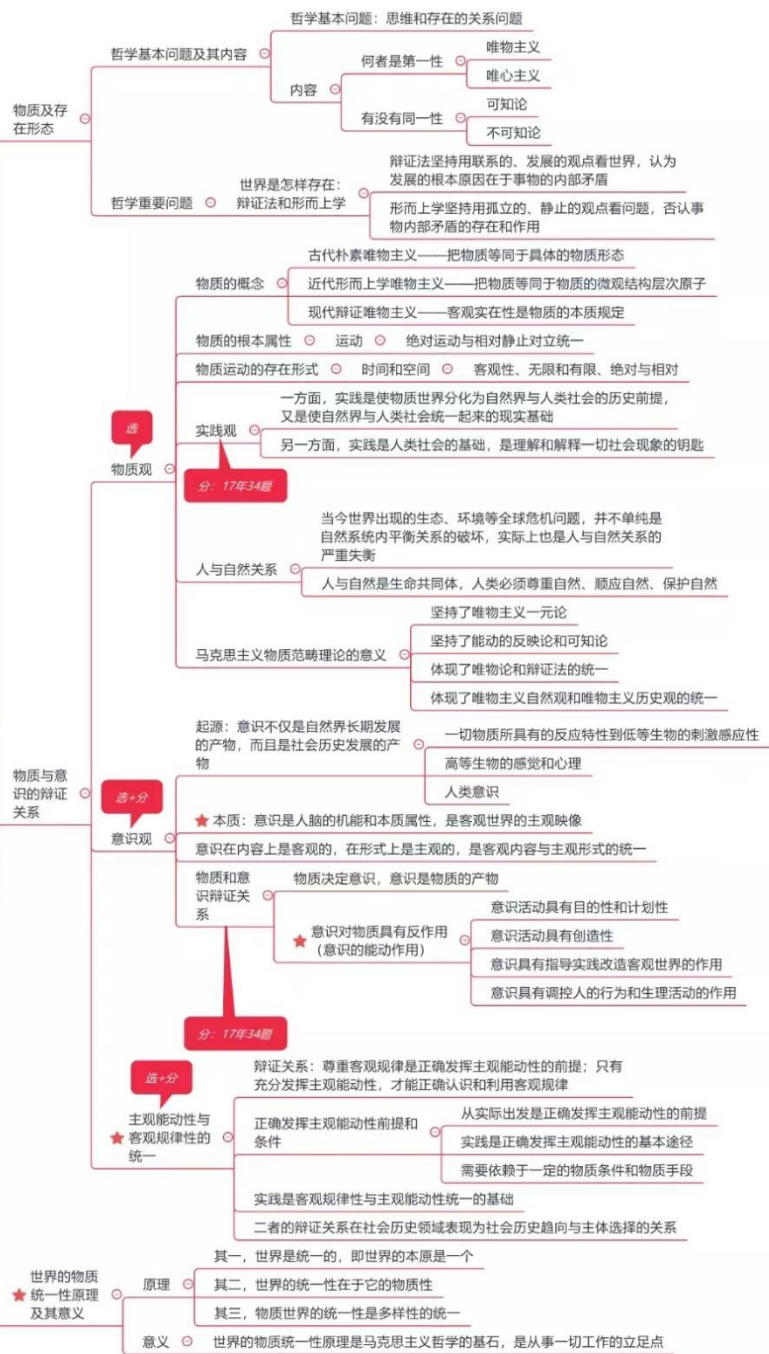 哲学基本问题：思维和存在的关系问题
哲学基本问题及其内容
何者是第一性
唯物主义
唯心主义
内容
有没有同一性
可知论
不可知论
物质及存
在形态
哲学重要问题
世界是怎样存在：
辩证法和形而上学
辩证法坚持用联系的、发展的观点看世界，认为
发展的根本原因在于事物的内部矛盾
形而上学坚持用孤立的、静止的观点看问题，否认事
物内部矛盾的存在和作用
物质的概念
古代朴素唯物主义——把物质等同于具体的物质形态
近代形而上学唯物主义——把物质等同于物质的微观结构层次原子
现代辩证唯物主义——客观实在性是物质的本质规定
物质的根本属性
运动
绝对运动与相对静止对立统一
物质运动的存在形式
时间和空间
客观性、无限和有限、绝对与相对
选
物质观
实践观
一方面，实践是使物质世界分化为自然界与人类社会的历史前提，
又是使自然界与人类社会统一起来的现实基础
另一方面，实践是人类社会的基础，是理解和解释一切社会现象的钥匙
分：17年34题
人与自然关系
当今世界出现的生态、环境等全球危机问题，并不单纯是
自然系统内平衡关系的破坏，实际上也是人与自然关系的
严重失衡
人与自然是生命共同体，人类必须尊重自然、顺应自然、保护自然
马克思主义物质范畴理论的意义
坚持了唯物主义一元论
坚持了能动的反映论和可知论
体现了唯物论和辩证法的统一
体现了唯物主义自然观和唯物主义历史观的统一
物质与意
识的辩证
关系
选+分
意识观
起源：意识不仅是自然界长期发展
的产物，而且是社会历史发展的产
物
一切物质所具有的反应特性到低等生物的刺激感应性
高等生物的感觉和心理
人类意识
本质：意识是人脑的机能和本质属性，是客观世界的主观映像
意识在内容上是客观的，在形式上是主观的，是客观内容与主观形式的统一
物质和意
识辩证关
系
物质决定意识，意识是物质的产物
意识对物质具有反作用
（意识的能动作用）
意识活动具有目的性和计划性
意识活动具有创造性
意识具有指导实践改造客观世界的作用
意识具有调控人的行为和生理活动的作用
分：17年34题
选+分
主观能动性与
客观规律性的
统一
辩证关系：尊重客观规律是正确发挥主观能动性的前提；只有
充分发挥主观能动性，才能正确认识和利用客观规律
正确发挥主观能动性前提和
条件
从实际出发是正确发挥主观能动性的前提
实践是正确发挥主观能动性的基本途径
需要依赖于一定的物质条件和物质手段
实践是客观规律性与主观能动性统一的基础
二者的辩证关系在社会历史领域表现为社会历史趋向与主体选择的关系
世界的物质
统一性原理
及其意义
原理
其一，世界是统一的，即世界的本原是一个
其二，世界的统一性在于它的物质性
其三，物质世界的统一性是多样性的统一
意义
世界的物质统一性原理是马克思主义哲学的基石，是从事一切工作的立足点